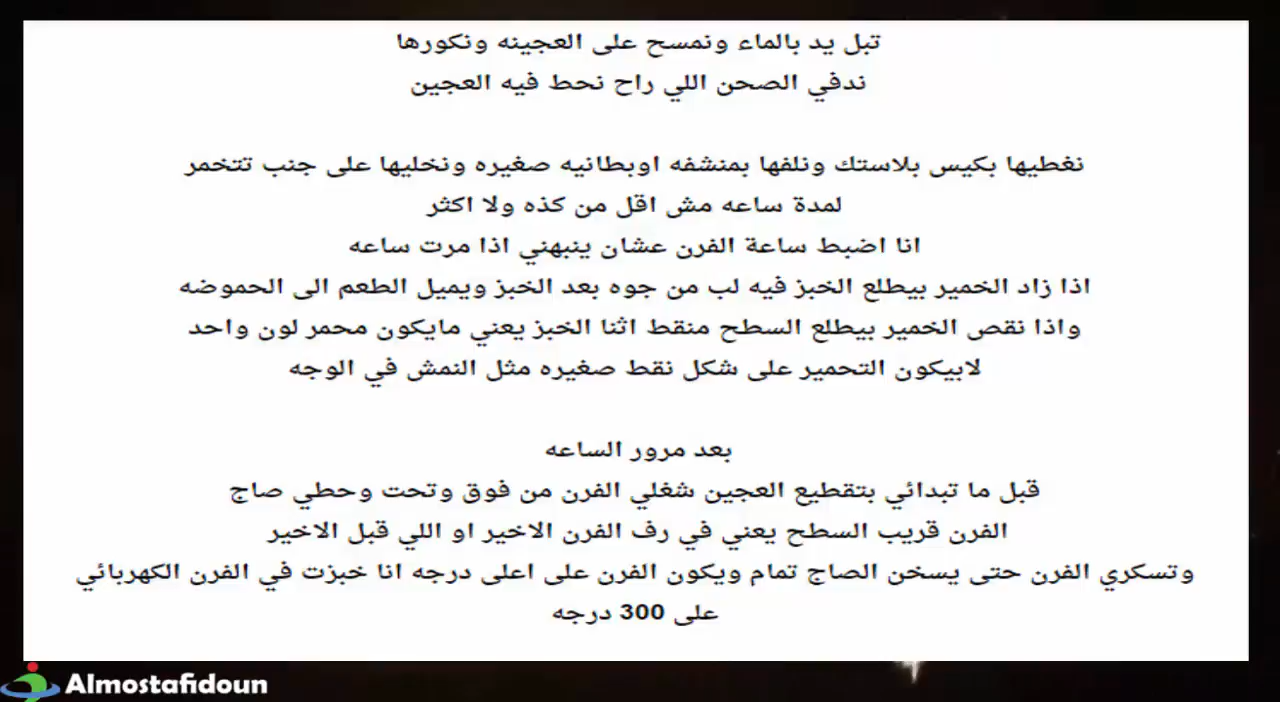 تبل يد بالماء ونمسح على العجينه ونكورها
ندفي الصحن اللي راح نحط فيه العجين
نغطيها بكيس بلاستك ونلفها بمنشفه اوبطانيه صغيره ونخليها على جنب تتخمر
لمدة ساعه مش اقل من كذه ولا اكثر
انا اضبط ساعة الفرن عشان ينبهني اذا مرت ساعه
اذا زاد الخمير بيطلع الخبز فيه لب من جوه بعد الخبز ويميل الطعم الى الحموضه
واذا نقص الخمير بيطلع السطح منقط اثنا الخبز يعني مايكون محمر لون واحد
لابيكون التحمير على شكل نقط صغيره مثل النمش في الوجه
بعد مرور الساعه
قبل ما تبدائي بتقطيع العجين شغلي الفرن من فوق وتحت وحطي صاج
الفرن قريب السطح يعني في رف الفرن الاخير او اللي قبل الاخير
وتسكري الفرن حتى يسخن الصاج تمام ويكون الفرن على اعلى درجه انا خبزت في الفرن الكهربائي
على 300 درجه
Almostafidoun